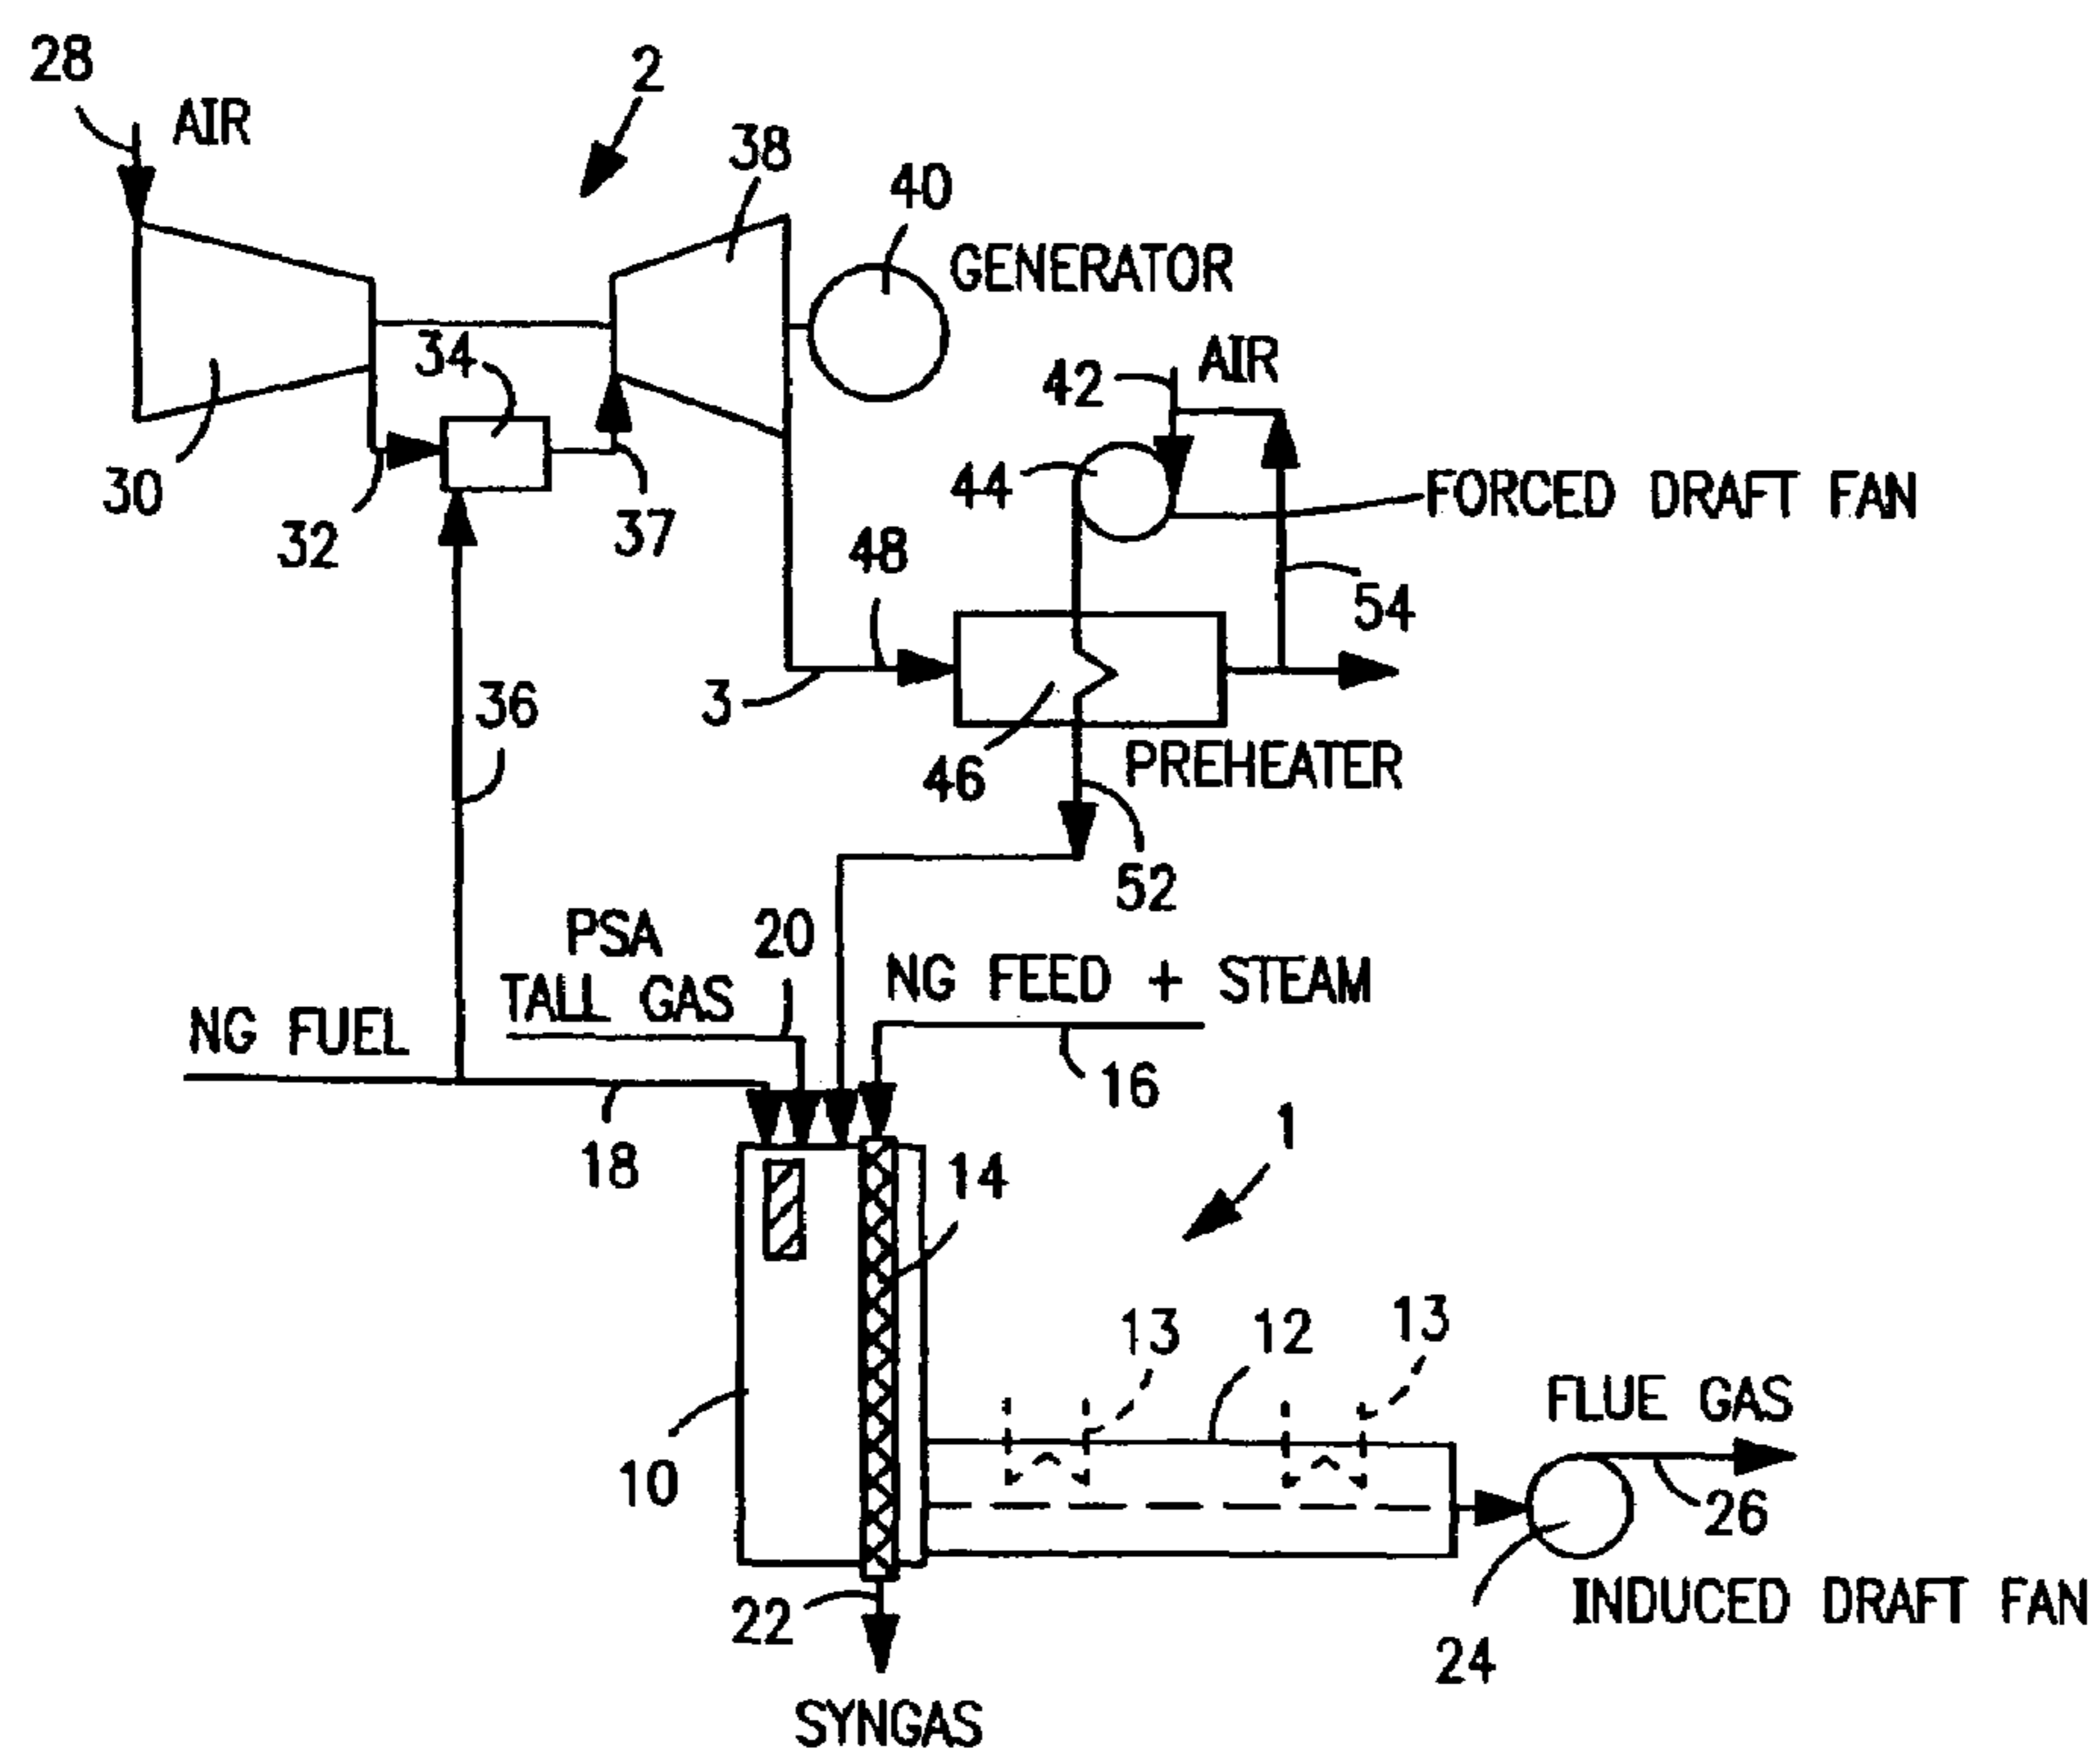 28
AIR
2
38
40
GENERATOR
34
42
AIR
30
44
FORCED DRAFT FAN
32
37
48
54
3
36
46
PREHEATER
52
PSA
TALL GAS
20
NG FEED + STEAM
NG FUEL
16
18
1
14
13
12
13
FLUE GAS
10
26
22
INDUCED DRAFT FAN
24
SYNGAS